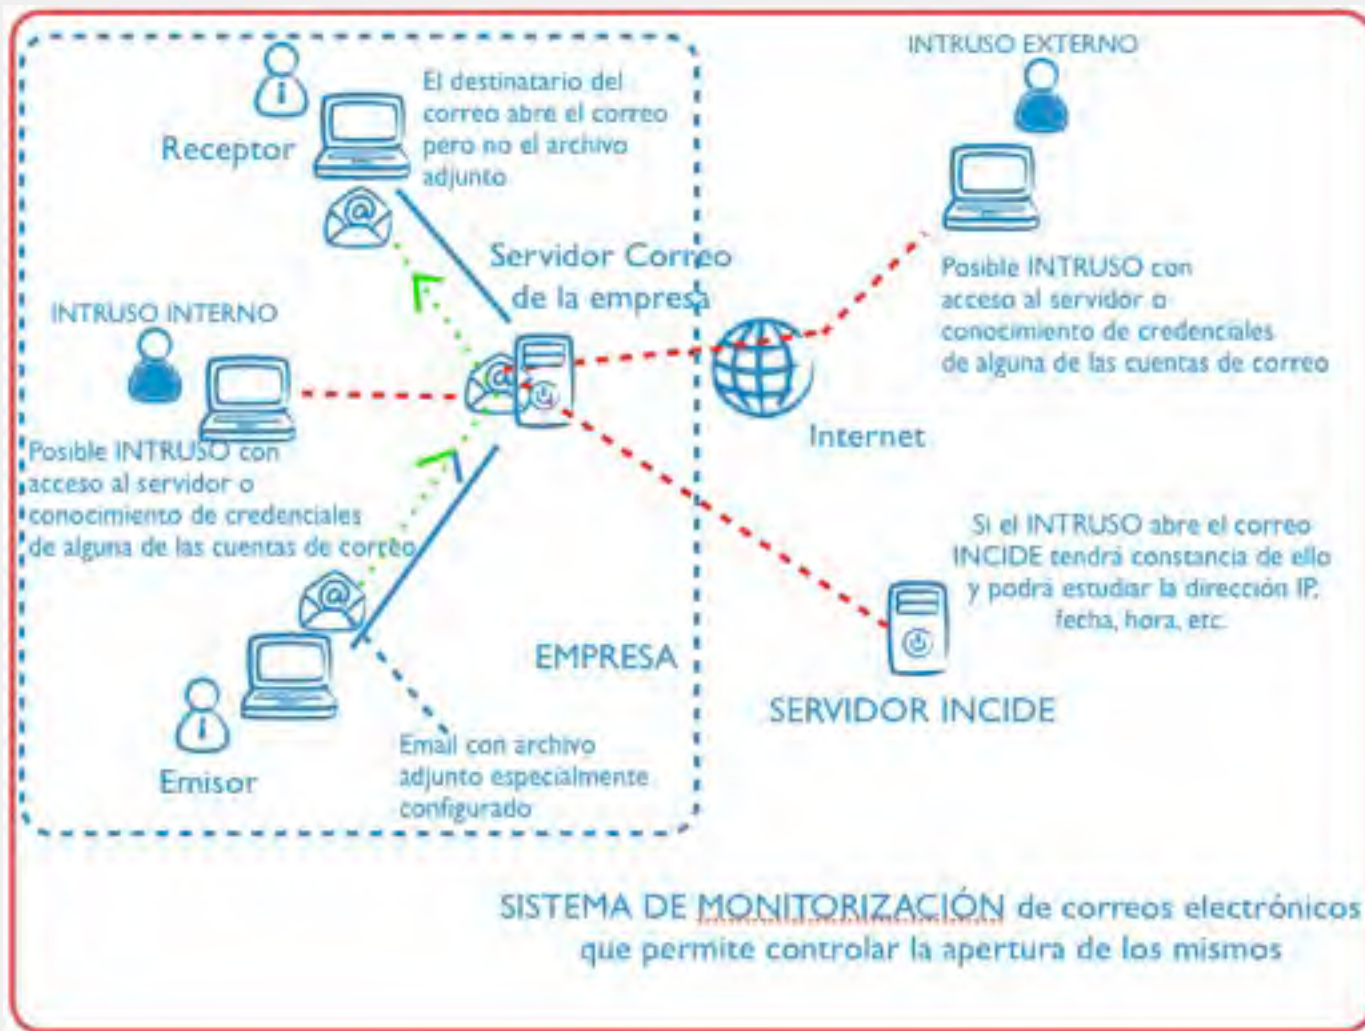 INTRUSO EXTERNO
El destinatario del
correo abre el correo
pero no el archivo
adjunto
Receptor
Servidor Correo
de la empresa
Posible INTRUSO con
acceso al servidor o
conocimiento de credenciales
de alguna de las cuentas de correo
INTRUSO INTERNO
Internet
Posible INTRUSO con
acceso al servidor o
conocimiento de credenciales
de alguna de las cuentas de correo
Si el INTRUSO abre el correo
INCIDE tendrá constancia de ello
y podrá estudiar la dirección IP,
fecha, hora, etc.
EMPRESA
SERVIDOR INCIDE
Emisor
Email con archivo
adjunto especialmente
configurado
SISTEMA DE MONITORIZACIÓN de correos electrónicos
que permite controlar la apertura de los mismos